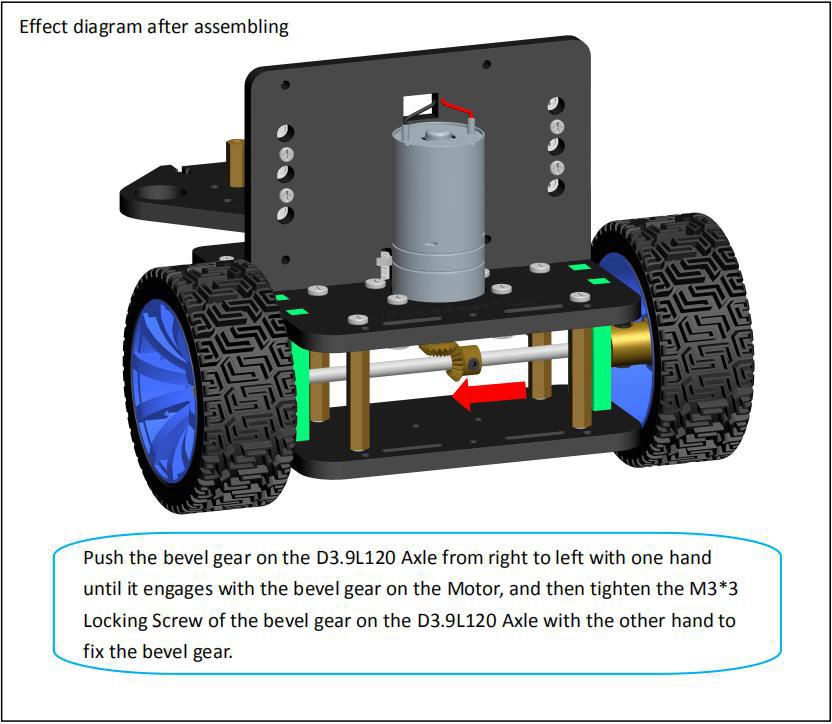 Effect diagram after assembling
Push the bevel gear on the D3.9L120 Axle from right to left with one hand
until it engages with the bevel gear on the Motor, and then tighten the M3*3
Locking Screw of the bevel gear on the D3.9L120 Axle with the other hand to
fix the bevel gear.